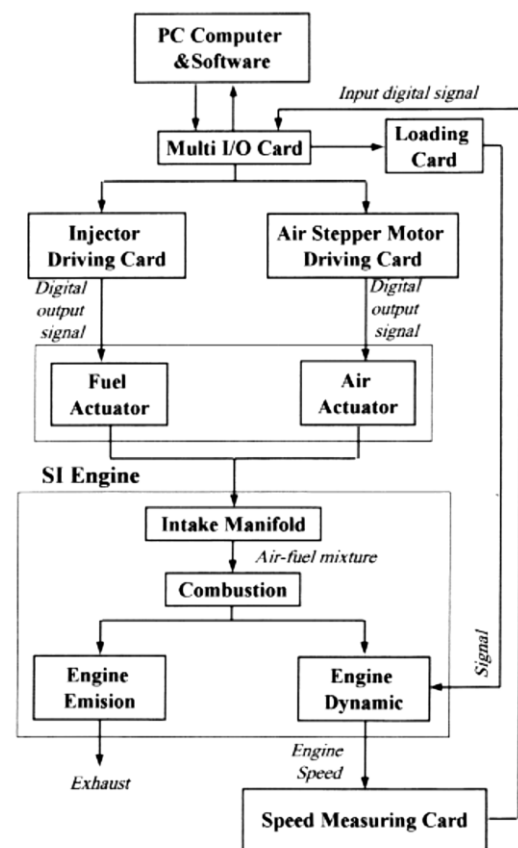 PC Computer
&Software
Input digital signal
Multi I/O Card
Loading
Card
Injector
Driving Card
Air Stepper Motor
Driving Card
Digital
output
signal
Digital
output
signal
Fuel
Actuator
Air
Actuator
SI Engine
Intake Manifold
Air-fuel mixture
Combustion
Signal
Engine
Emision
Engine
Dynamic
Exhaust
Engine
Speed
Speed Measuring Card